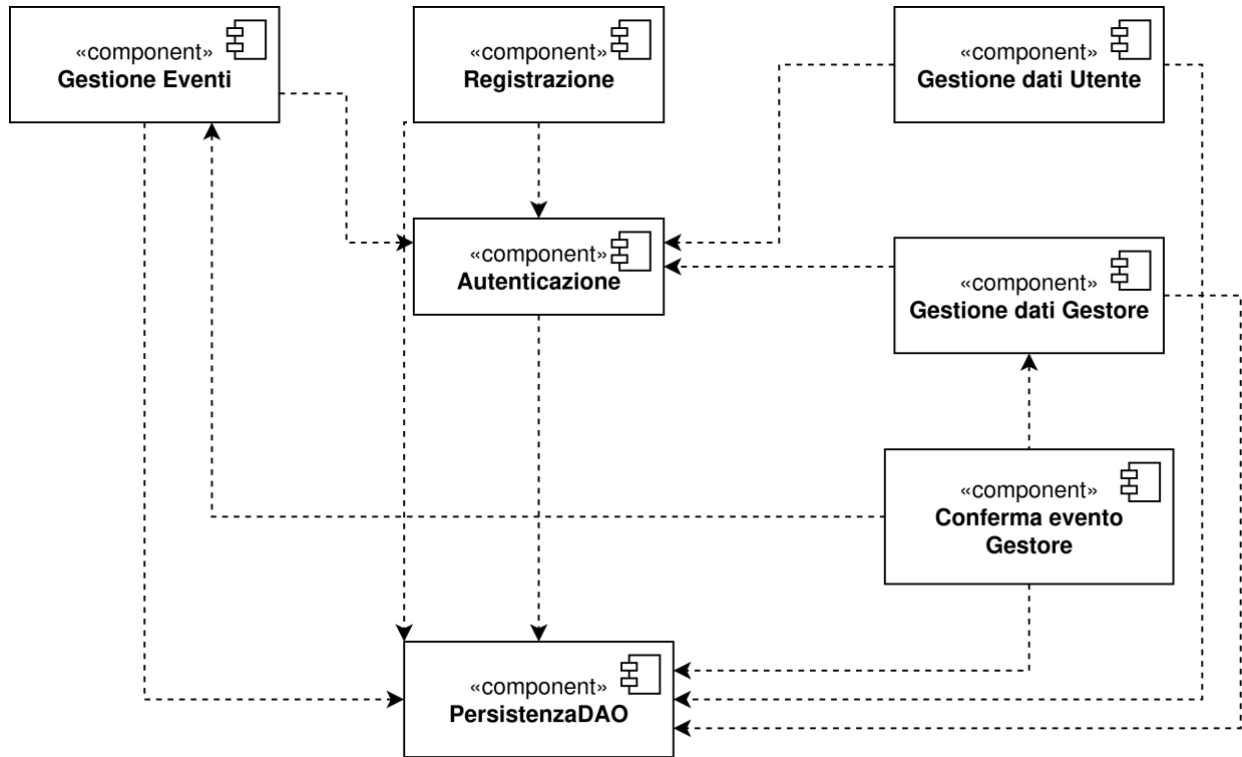 «component»
Gestione Eventi
«component»
Registrazione
«component»
Gestione dati Utente
«component»
Autenticazione
«component»
Gestione dati Gestore
«component»
Conferma evento
Gestore
«component»
PersistenzaDAO